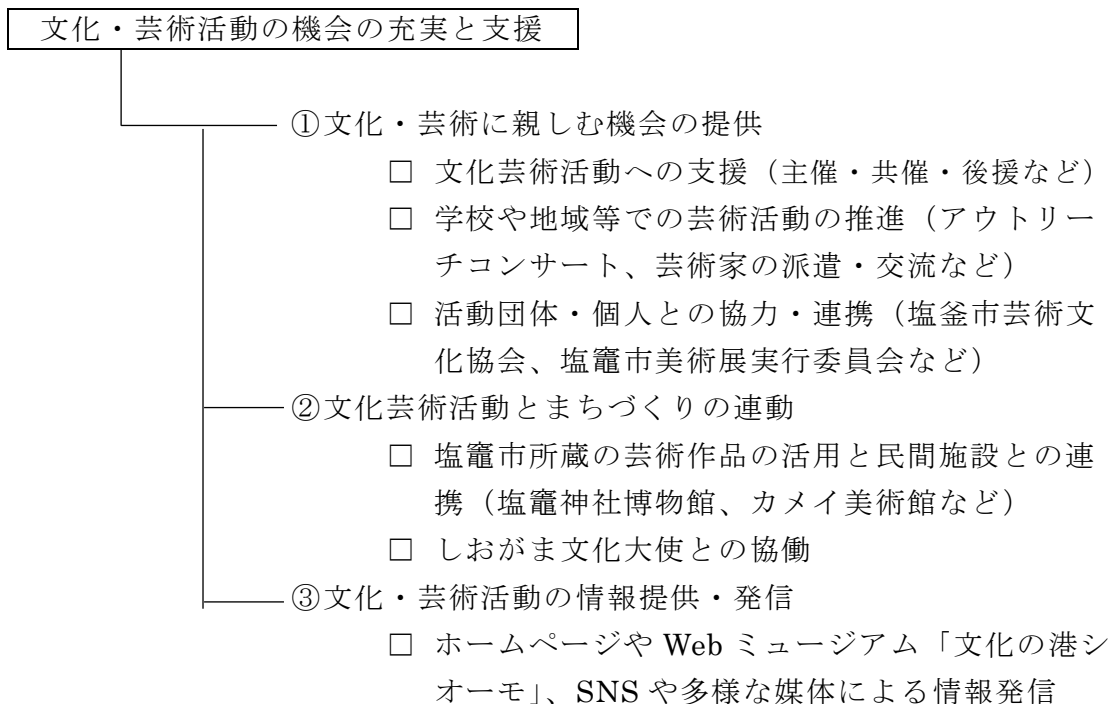 文化・芸術活動の機会の充実と支援
①文化・芸術に親しむ機会の提供
□ 文化芸術活動への支援（主催・共催・後援など）
□ 学校や地域等での芸術活動の推進（アウトリー
チコンサート、芸術家の派遣・交流など）
□ 活動団体・個人との協力・連携（塩釜市芸術文
化協会、塩竈市美術展実行委員会など）
②文化芸術活動とまちづくりの連動
□ 塩竈市所蔵の芸術作品の活用と民間施設との連
携（塩竈神社博物館、カメイ美術館など）
□ しおがま文化大使との協働
③文化・芸術活動の情報提供・発信
□ ホームページや Web ミュージアム「文化の港シ
オーモ」、SNS や多様な媒体による情報発信